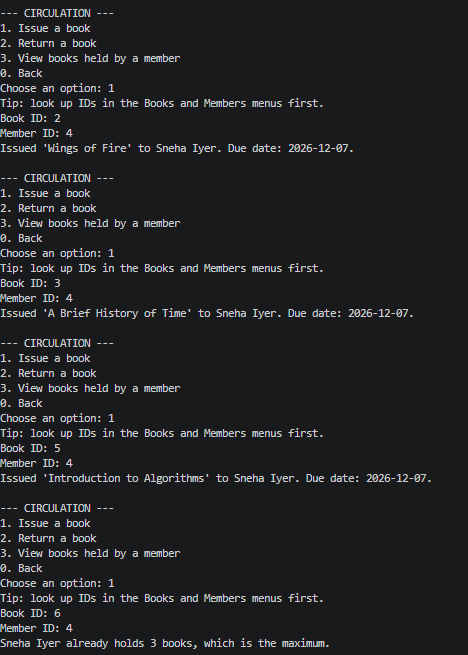 --- CIRCULATION ---
1. Issue a book
2. Return a book
3. View books held by a member
0. Back
Choose an option: 1
Tip: look up IDs in the Books and Members menus first.
Book ID: 2
Member ID: 4
Issued 'Wings of Fire' to Sneha Iyer. Due date: 2026-12-07.

--- CIRCULATION ---
1. Issue a book
2. Return a book
3. View books held by a member
0. Back
Choose an option: 1
Tip: look up IDs in the Books and Members menus first.
Book ID: 3
Member ID: 4
Issued 'A Brief History of Time' to Sneha Iyer. Due date: 2026-12-07.

--- CIRCULATION ---
1. Issue a book
2. Return a book
3. View books held by a member
0. Back
Choose an option: 1
Tip: look up IDs in the Books and Members menus first.
Book ID: 5
Member ID: 4
Issued 'Introduction to Algorithms' to Sneha Iyer. Due date: 2026-12-07.

--- CIRCULATION ---
1. Issue a book
2. Return a book
3. View books held by a member
0. Back
Choose an option: 1
Tip: look up IDs in the Books and Members menus first.
Book ID: 6
Member ID: 4
Sneha Iyer already holds 3 books, which is the maximum.